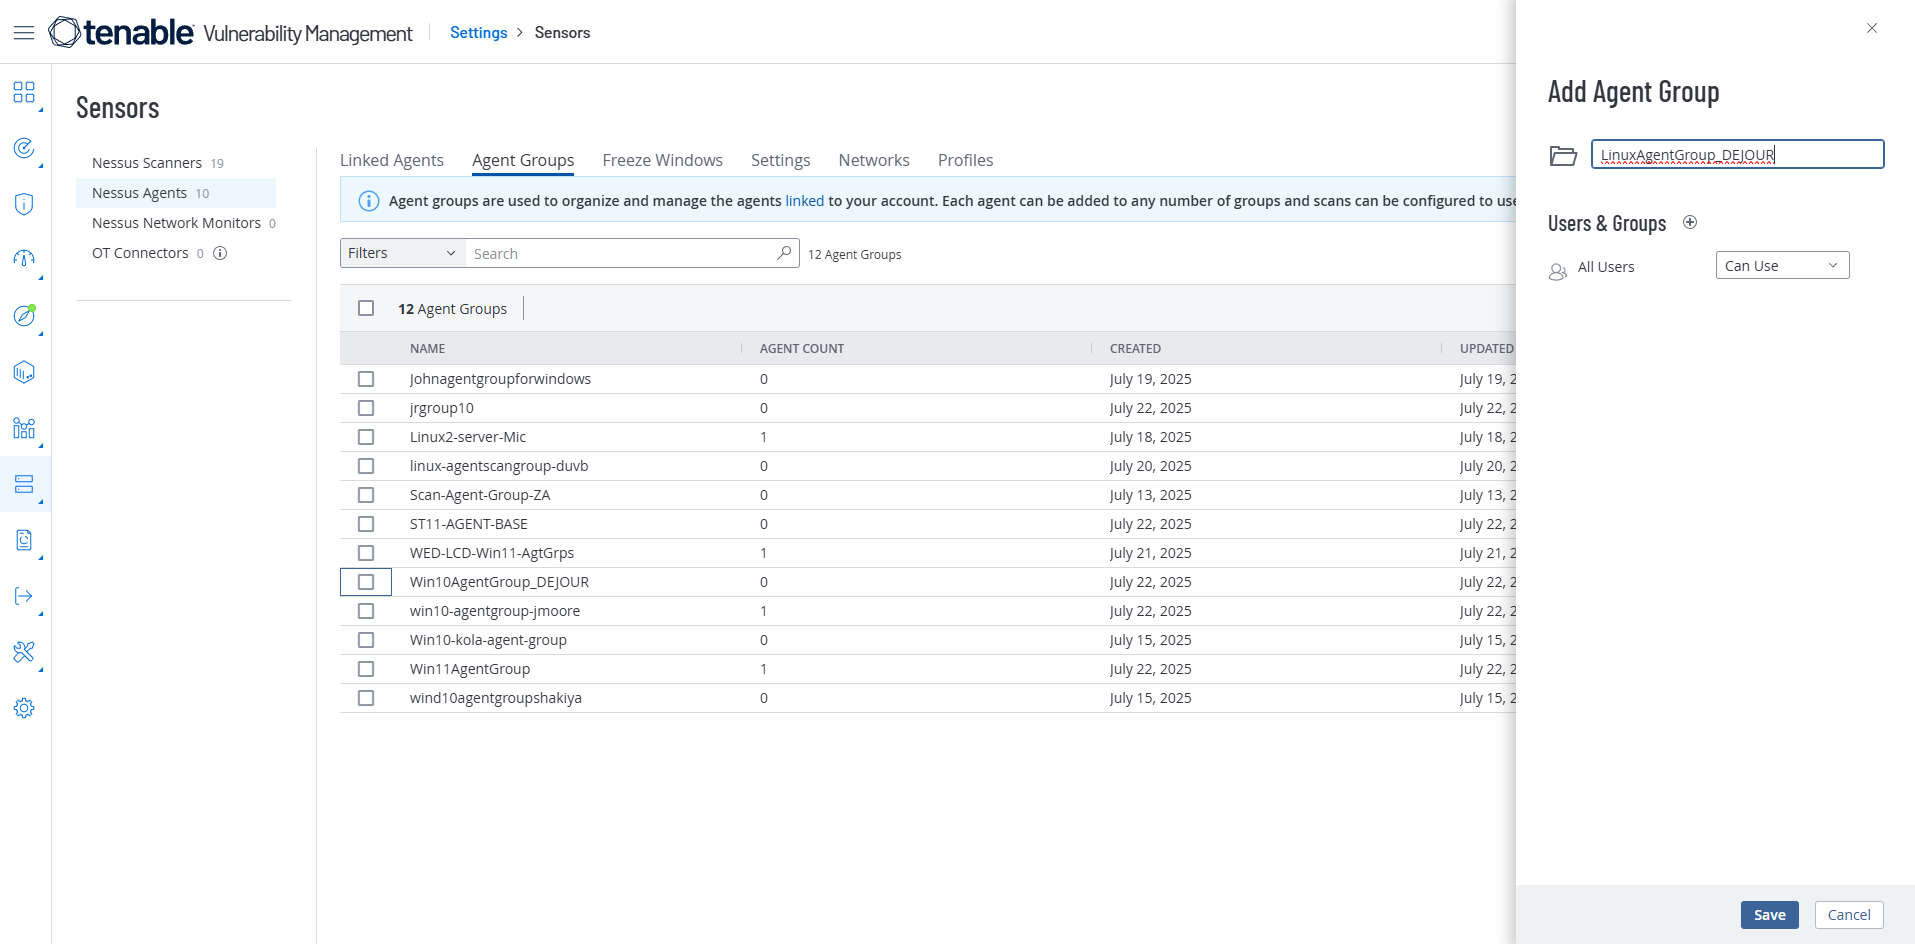 tenable Vulnerability Management Settings > Sensors
Sensors
Nessus Scanners 19
Nessus Agents 10
Nessus Network Monitors 0
OT Connectors 0
Linked Agents Agent Groups Freeze Windows Settings Networks Profiles
Agent groups are used to organize and manage the agents linked to your account. Each agent can be added to any number of groups and scans can be configured to use
Filters Search 12 Agent Groups
12 Agent Groups
NAME AGENT COUNT CREATED UPDATED
Johnagentgroupforwindows 0 July 19, 2025 July 19, 2
jrgroup10 0 July 22, 2025 July 22, 2
Linux2-server-Mic 1 July 18, 2025 July 18, 2
linux-agentscangroup-duvb 0 July 20, 2025 July 20, 2
Scan-Agent-Group-ZA 0 July 13, 2025 July 13, 2
ST11-AGENT-BASE 0 July 22, 2025 July 22, 2
WED-LCD-Win11-AgtGrps 1 July 21, 2025 July 21, 2
Win10AgentGroup_DEJOUR 0 July 22, 2025 July 22, 2
win10-agentgroup-jmoore 1 July 22, 2025 July 22, 2
Win10-kola-agent-group 0 July 15, 2025 July 15, 2
Win11AgentGroup 1 July 22, 2025 July 22, 2
wind10agentgroupshakiya 0 July 15, 2025 July 15, 2
Add Agent Group
LinuxAgentGroup_DEJOUR
Users & Groups
All Users Can Use
Save Cancel